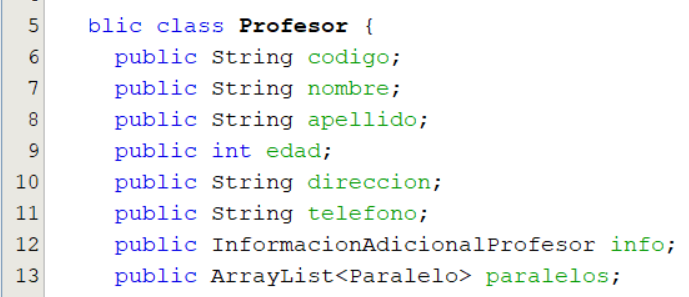 5 blic class Profesor {
6 public String codigo;
7 public String nombre;
8 public String apellido;
9 public int edad;
10 public String direccion;
11 public String telefono;
12 public InformacionAdicionalProfesor info;
13 public ArrayList<Paralelo> paralelos;